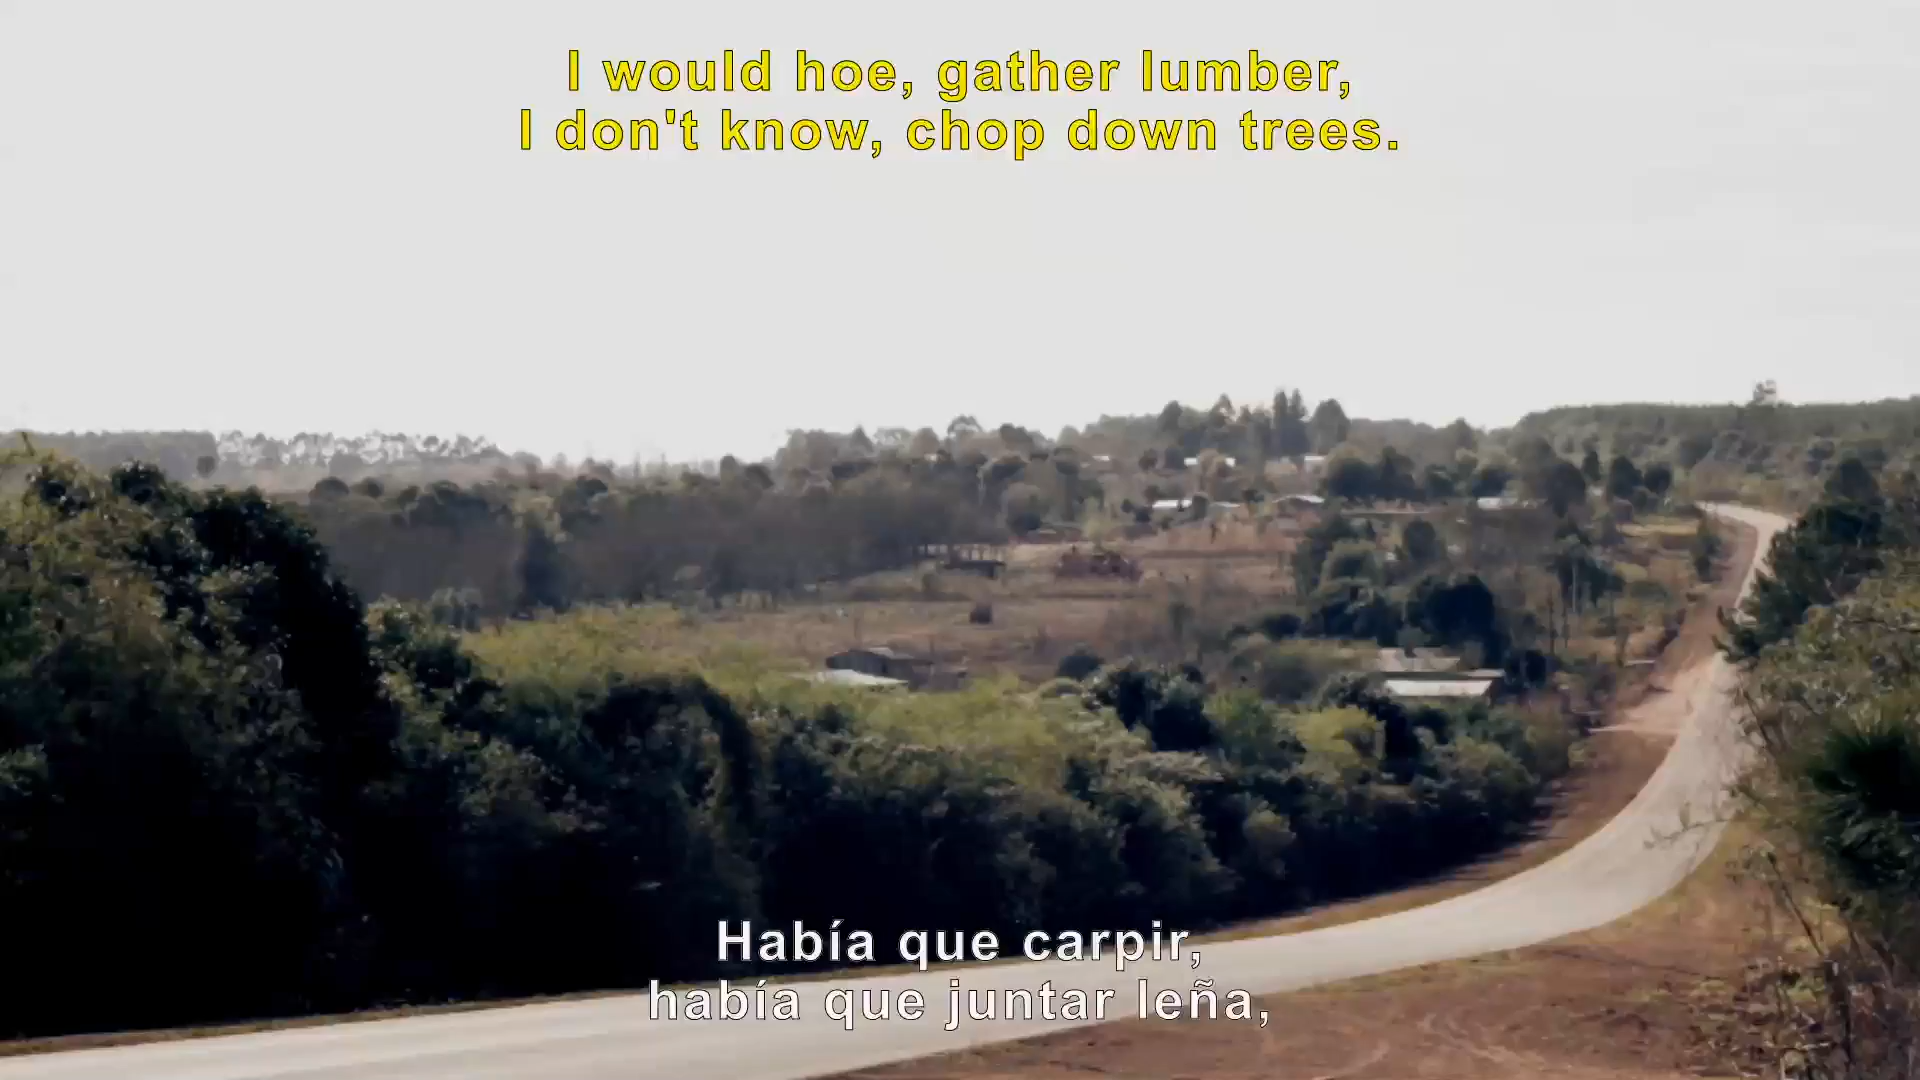 I would hoe, gather lumber,
I don't know, chop down trees.
Había que carpir,
había que juntar leña,